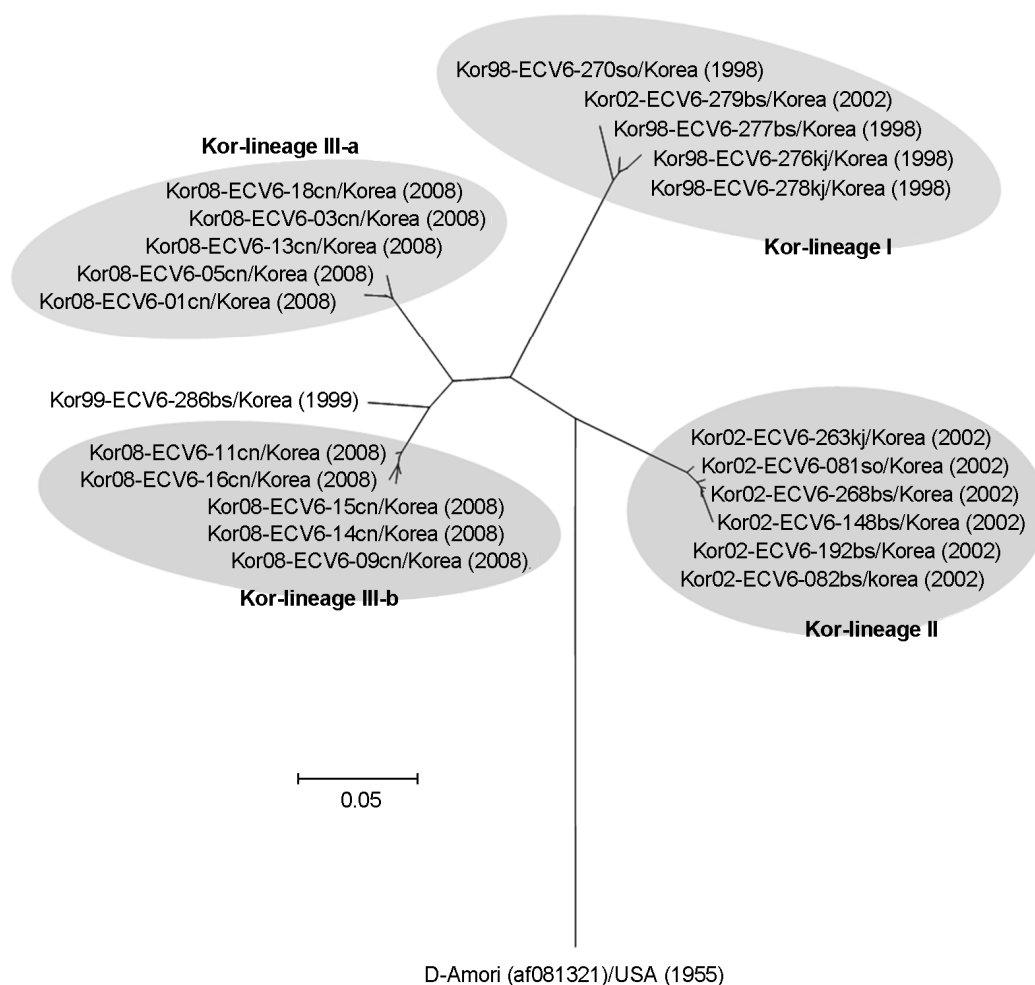 Kor98-ECV6-270so/Korea (1998)
Kor02-ECV6-279bs/Korea (2002)
Kor98-ECV6-277bs/Korea (1998)
Kor98-ECV6-276kj/Korea (1998)
Kor98-ECV6-278kj/Korea (1998)
Kor-lineage I
Kor-lineage III-a
Kor08-ECV6-18cn/Korea (2008)
Kor08-ECV6-03cn/Korea (2008)
Kor08-ECV6-13cn/Korea (2008)
Kor08-ECV6-05cn/Korea (2008)
Kor08-ECV6-01cn/Korea (2008)
Kor99-ECV6-286bs/Korea (1999)
Kor08-ECV6-11cn/Korea (2008)
Kor08-ECV6-16cn/Korea (2008)
Kor08-ECV6-15cn/Korea (2008)
Kor08-ECV6-14cn/Korea (2008)
Kor08-ECV6-09cn/Korea (2008)
Kor-lineage III-b
Kor02-ECV6-263kj/Korea (2002)
Kor02-ECV6-081so/Korea (2002)
Kor02-ECV6-268bs/Korea (2002)
Kor02-ECV6-148bs/Korea (2002)
Kor02-ECV6-192bs/Korea (2002)
Kor02-ECV6-082bs/korea (2002)
Kor-lineage II
0.05
D-Amori (af081321)/USA (1955)